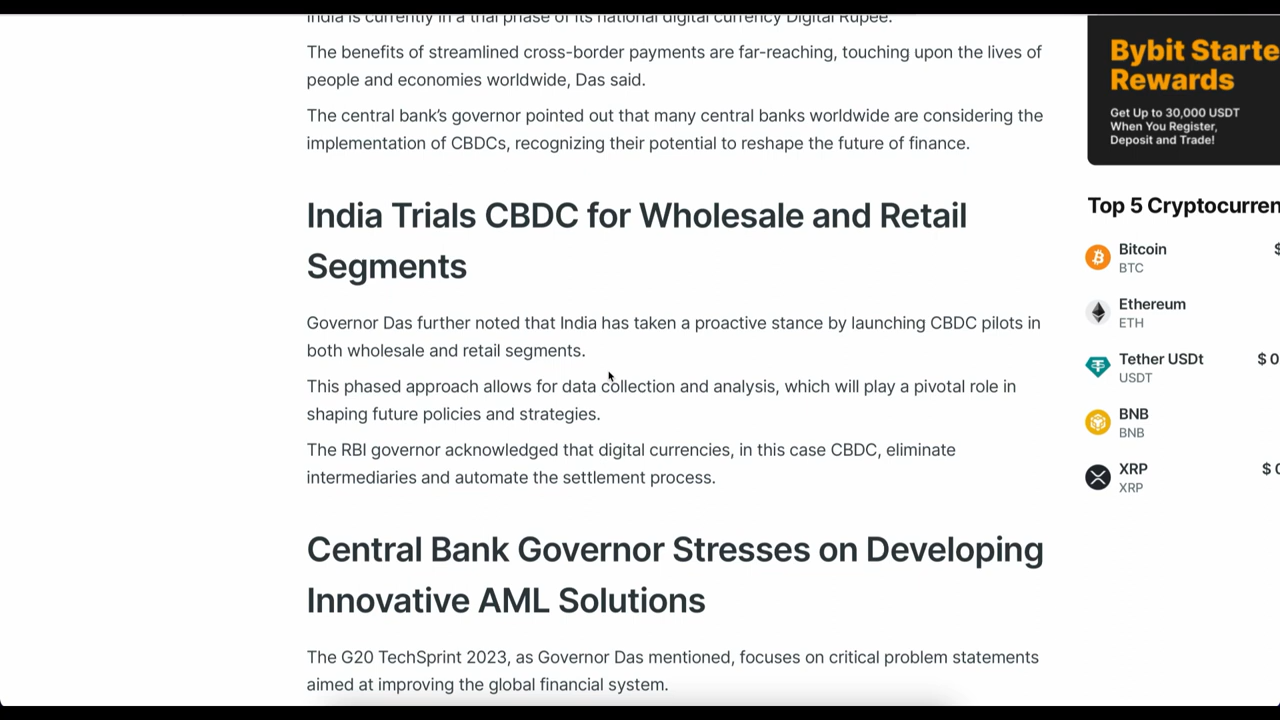 India is currently in a trial phase of its national digital currency Digital Rupee.
The benefits of streamlined cross-border payments are far-reaching, touching upon the lives of
people and economies worldwide, Das said.
The central bank’s governor pointed out that many central banks worldwide are considering the
implementation of CBDCs, recognizing their potential to reshape the future of finance.
India Trials CBDC for Wholesale and Retail
Segments
Governor Das further noted that India has taken a proactive stance by launching CBDC pilots in
both wholesale and retail segments.
This phased approach allows for data collection and analysis, which will play a pivotal role in
shaping future policies and strategies.
The RBI governor acknowledged that digital currencies, in this case CBDC, eliminate
intermediaries and automate the settlement process.
Central Bank Governor Stresses on Developing
Innovative AML Solutions
The G20 TechSprint 2023, as Governor Das mentioned, focuses on critical problem statements
aimed at improving the global financial system.
Bybit Starte
Rewards
Get Up to 30,000 USDT
When You Register,
Deposit and Trade!
Top 5 Cryptocurren
Bitcoin $
BTC
Ethereum
ETH
Tether USDt $ 0
USDT
BNB
BNB
XRP $ 0
XRP